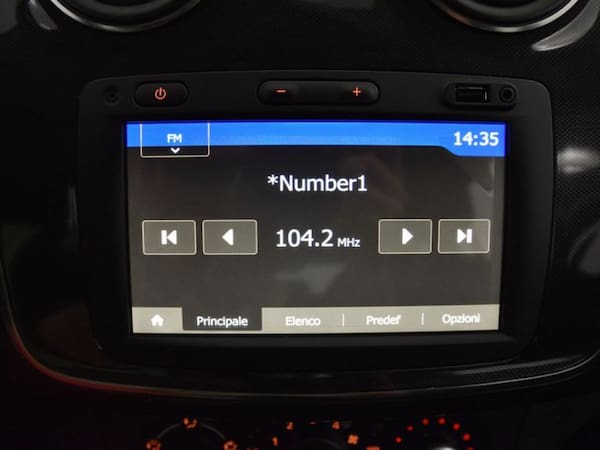 FM
14:35
*Number1
104.2 MHz
Principale
Elenco
Predef
Opzioni